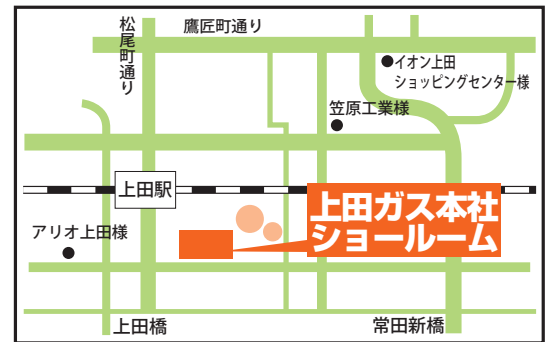 松尾町通り
鷹匠町通り
イオン上田
ショッピングセンター様
笠原工業様
上田駅
上田ガス本社
ショールーム
アリオ上田様
上田橋
常田新橋